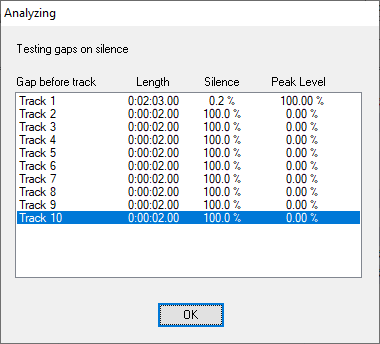 Analyzing
Testing gaps on silence
Gap before track Length Silence Peak Level
Track 1 0:02:03.00 0.2 % 100.00 %
Track 2 0:00:02.00 100.0 % 0.00 %
Track 3 0:00:02.00 100.0 % 0.00 %
Track 4 0:00:02.00 100.0 % 0.00 %
Track 5 0:00:02.00 100.0 % 0.00 %
Track 6 0:00:02.00 100.0 % 0.00 %
Track 7 0:00:02.00 100.0 % 0.00 %
Track 8 0:00:02.00 100.0 % 0.00 %
Track 9 0:00:02.00 100.0 % 0.00 %
Track 10 0:00:02.00 100.0 % 0.00 %
OK